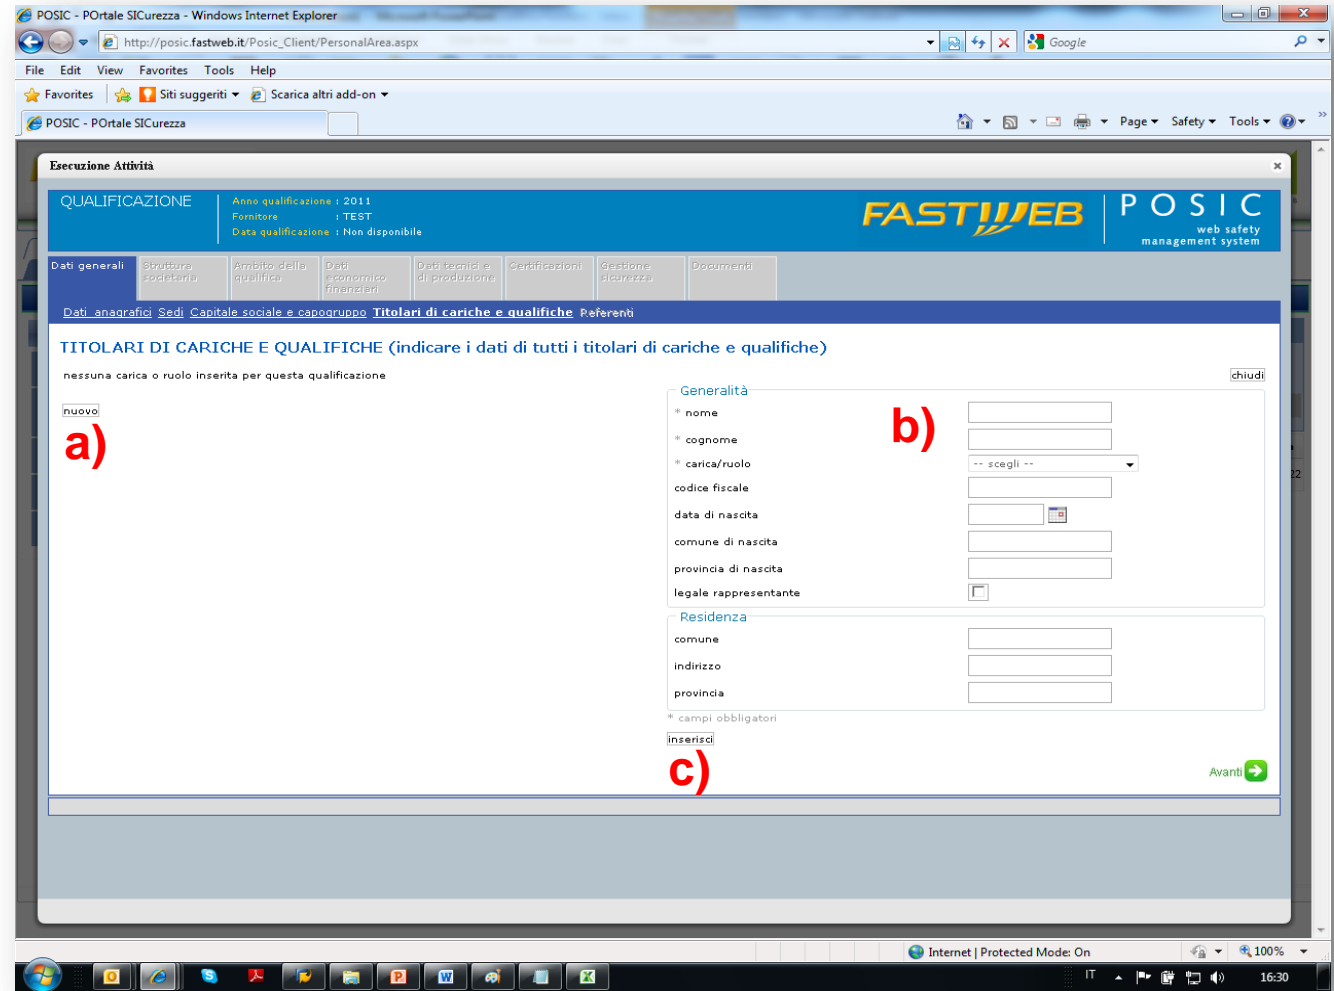 POSIC - POrtale SICurezza - Windows Internet Explorer
http://posic.fastweb.it/Posic_Client/PersonalArea.aspx
Google
File Edit View Favorites Tools Help
Favorites Siti suggeriti Scarica altri add-on
POSIC - POrtale SICurezza
Page Safety Tools
Esecuzione Attività
QUALIFICAZIONE
Anno qualificazione : 2011
Fornitore : TEST
Data qualificazione : Non disponibile
FASTWEB
POSIC
web safety
management system
Dati generali
Struttura societaria
Ambito della qualifica
Dati economico finanziari
Dati tecnici e di produzione
Certificazioni
Gestione sicurezza
Documenti
Dati anagrafici Sedi Capitale sociale e capogruppo Titolari di cariche e qualifiche Referenti
TITOLARI DI CARICHE E QUALIFICHE (indicare i dati di tutti i titolari di cariche e qualifiche)
nessuna carica o ruolo inserita per questa qualificazione
chiudi
nuovo
a)
Generalità
b)
* nome
* cognome
* carica/ruolo -- scegli --
codice fiscale
data di nascita
comune di nascita
provincia di nascita
legale rappresentante
Residenza
comune
indirizzo
provincia
* campi obbligatori
inserisci
c)
Avanti
22
Internet | Protected Mode: On
100%
IT
16:30